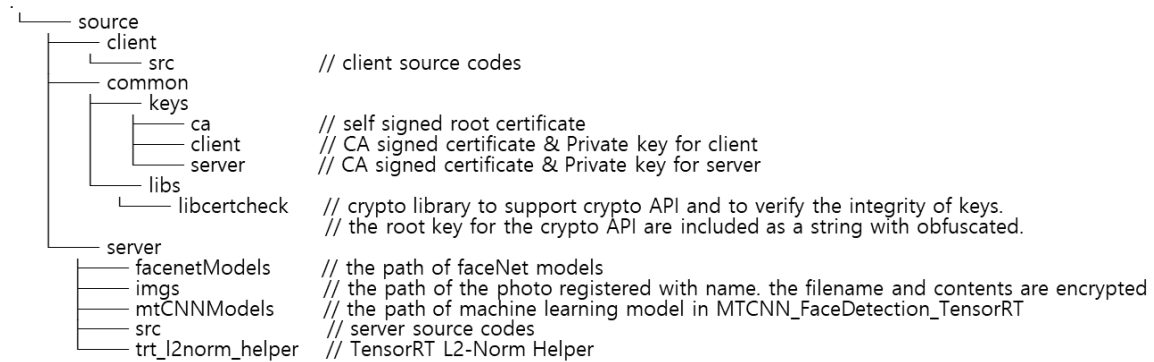 .
source
client
src // client source codes
common
keys
ca // self signed root certificate
client // CA signed certificate & Private key for client
server // CA signed certificate & Private key for server
libs
libcertcheck // crypto library to support crypto API and to verify the integrity of keys.
// the root key for the crypto API are included as a string with obfuscated.
server
facenetModels // the path of faceNet models
imgs // the path of the photo registered with name. the filename and contents are encrypted
mtCNNModels // the path of machine learning model in MTCNN_FaceDetection_TensorRT
src // server source codes
trt_l2norm_helper // TensorRT L2-Norm Helper